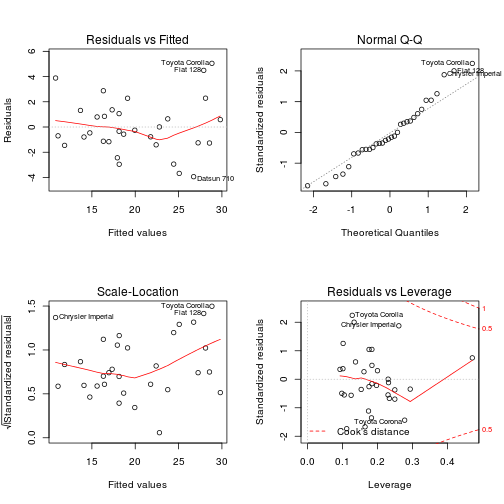 Residuals vs Fitted
Toyota Corolla
Fiat 128
Datsun 710
Residuals
-4 -2 0 2 4 6
15 20 25 30
Fitted values
Normal Q-Q
Toyota Corolla
Fiat 128
Chrysler Imperial
Standardized residuals
-1 0 1 2
-2 -1 0 1 2
Theoretical Quantiles
Scale-Location
Chrysler Imperial
Toyota Corolla
Fiat 128
√|Standardized residuals|
0.0 0.5 1.0 1.5
15 20 25 30
Fitted values
Residuals vs Leverage
Toyota Corolla
Chrysler Imperial
Toyota Corona
Cook's distance
1
0.5
0.5
Standardized residuals
-2 -1 0 1 2
0.0 0.1 0.2 0.3 0.4
Leverage